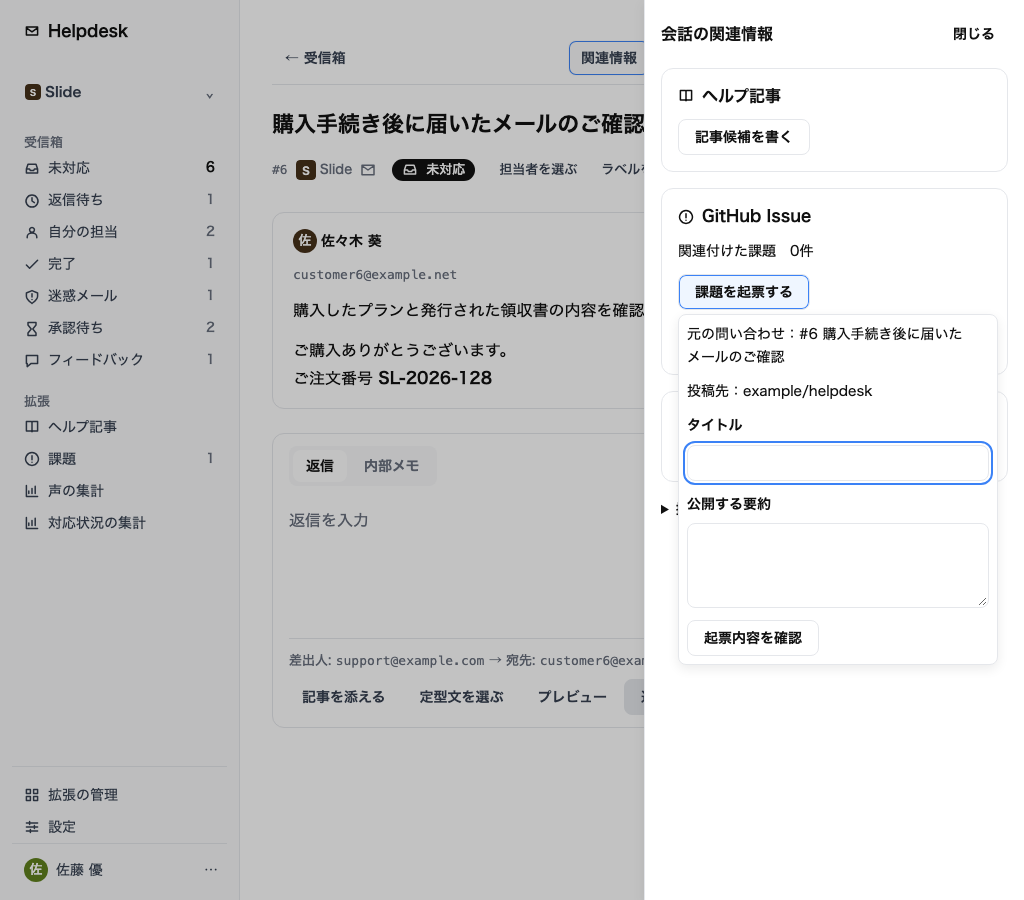 Helpdesk
S Slide
受信箱
未対応 6
返信待ち 1
自分の担当 2
完了 1
迷惑メール 1
承認待ち 2
フィードバック 1
拡張
ヘルプ記事
課題 1
声の集計
対応状況の集計
拡張の管理
設定
佐 佐藤 優 …
← 受信箱
関連情報
購入手続き後に届いたメールのご確認
#6 S Slide 未対応 担当者を選ぶ ラベル
佐 佐々木 葵
customer6@example.net
購入したプランと発行された領収書の内容を確認
ご購入ありがとうございます。
ご注文番号 SL-2026-128
返信 内部メモ
返信を入力
差出人: support@example.com → 宛先: customer6@exa
記事を添える 定型文を選ぶ プレビュー
会話の関連情報 閉じる
ヘルプ記事
記事候補を書く
GitHub Issue
関連付けた課題 0件
課題を起票する
元の問い合わせ：#6 購入手続き後に届いた
メールのご確認
投稿先：example/helpdesk
タイトル
公開する要約
起票内容を確認